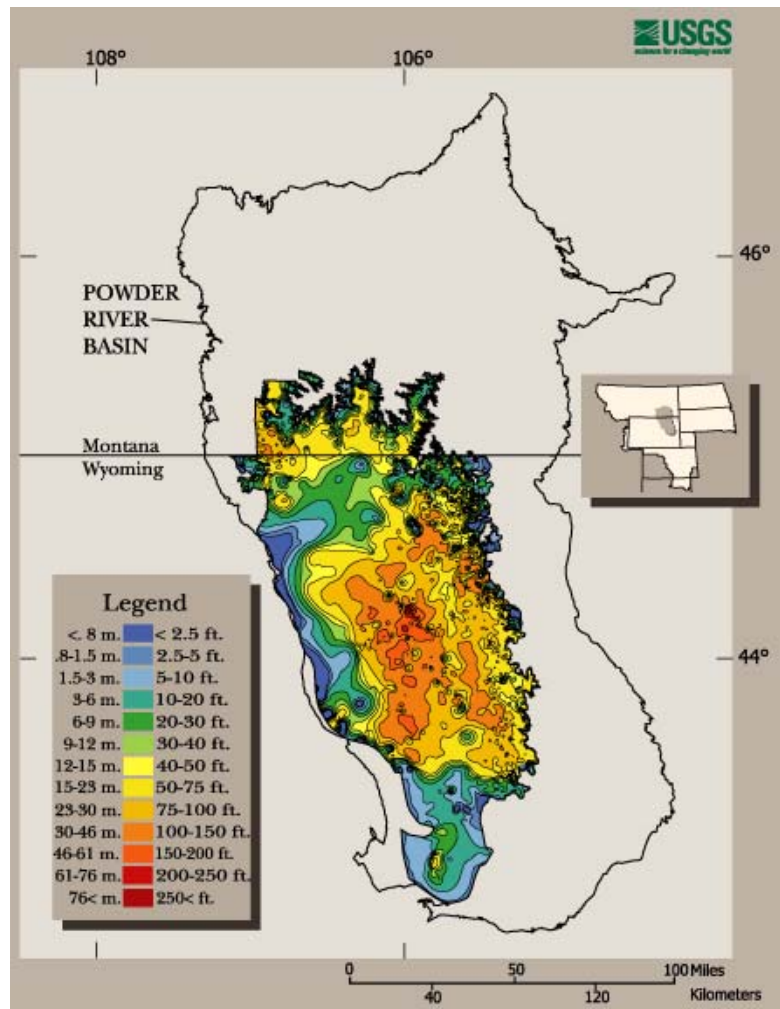 USGS
science for a changing world
108°
106°
46°
POWDER
RIVER
BASIN
Montana
Wyoming
44°
Legend
<. 8 m. < 2.5 ft.
.8-1.5 m. 2.5-5 ft.
1.5-3 m. 5-10 ft.
3-6 m. 10-20 ft.
6-9 m. 20-30 ft.
9-12 m. 30-40 ft.
12-15 m. 40-50 ft.
15-23 m. 50-75 ft.
23-30 m. 75-100 ft.
30-46 m. 100-150 ft.
46-61 m. 150-200 ft.
61-76 m. 200-250 ft.
76< m. 250< ft.
0 50 100 Miles
40 120 Kilometers